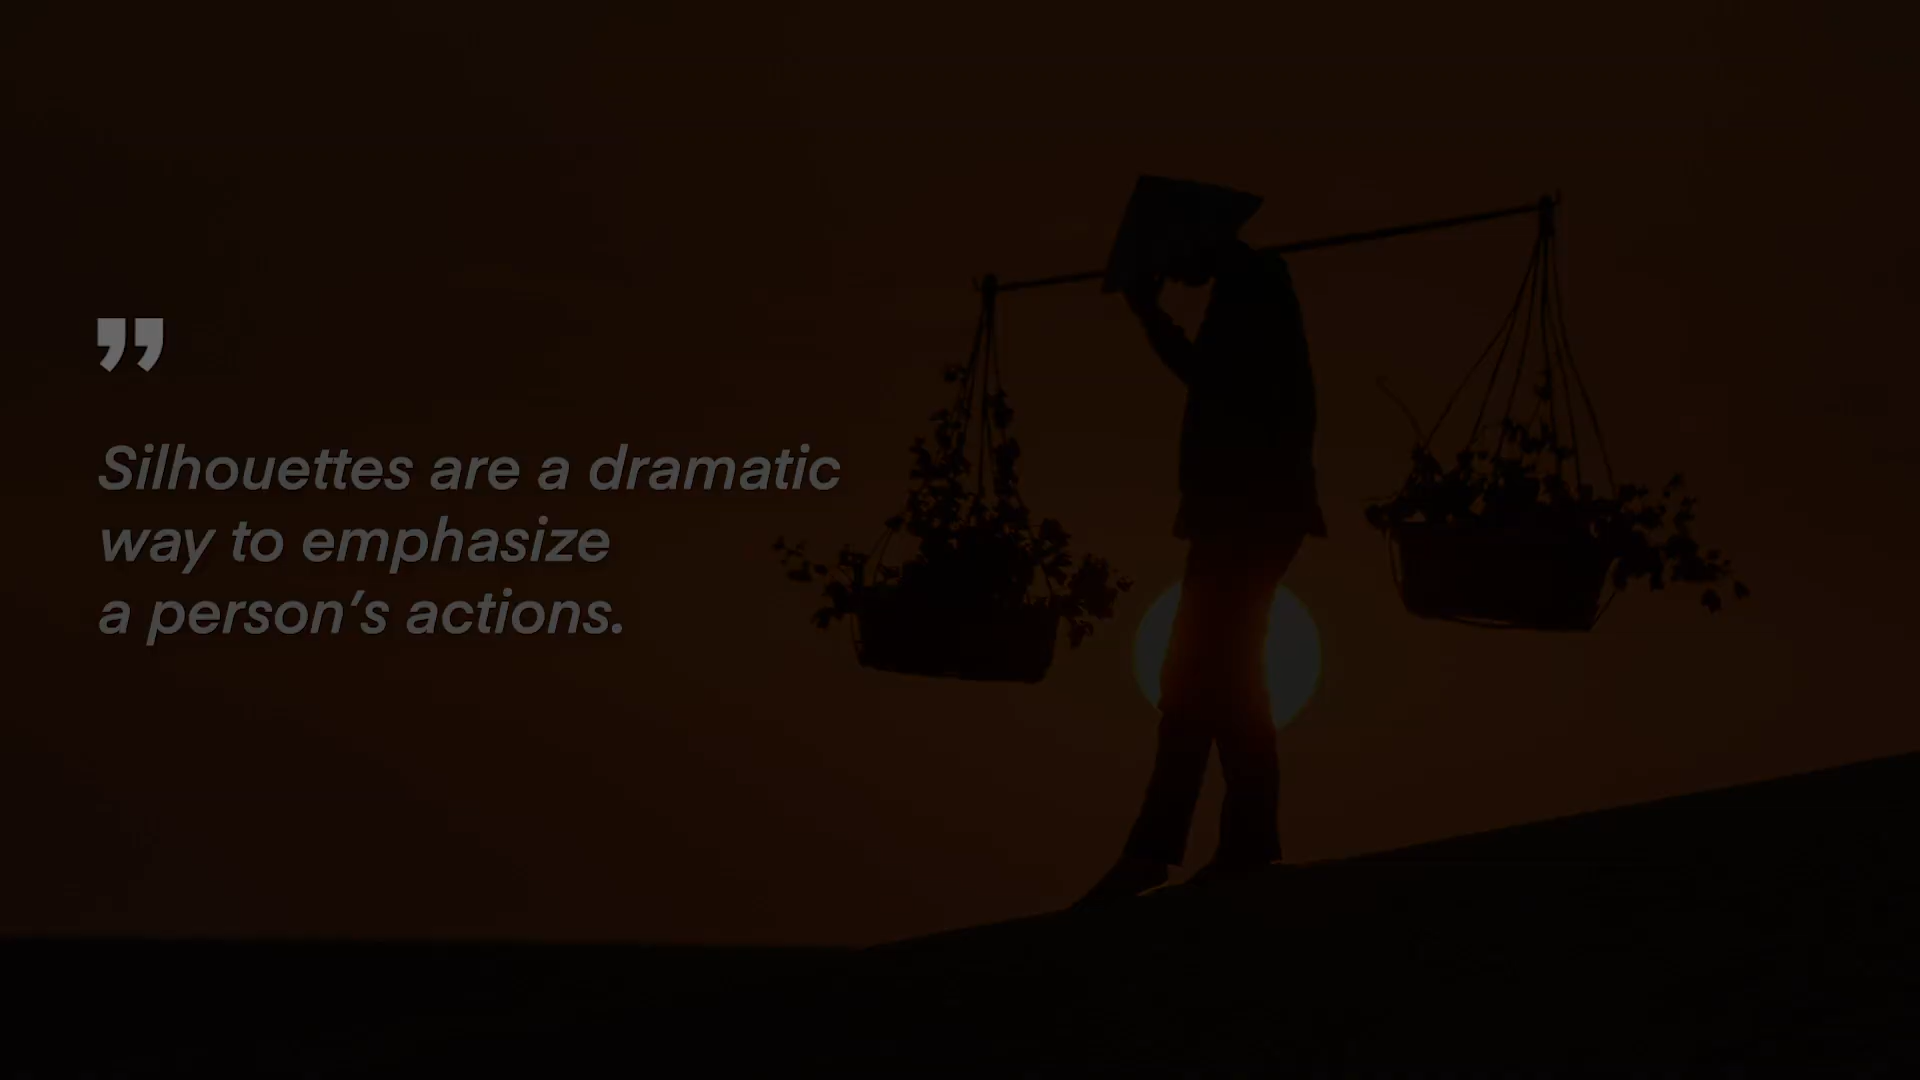 ”
Silhouettes are a dramatic
way to emphasize
a person’s actions.